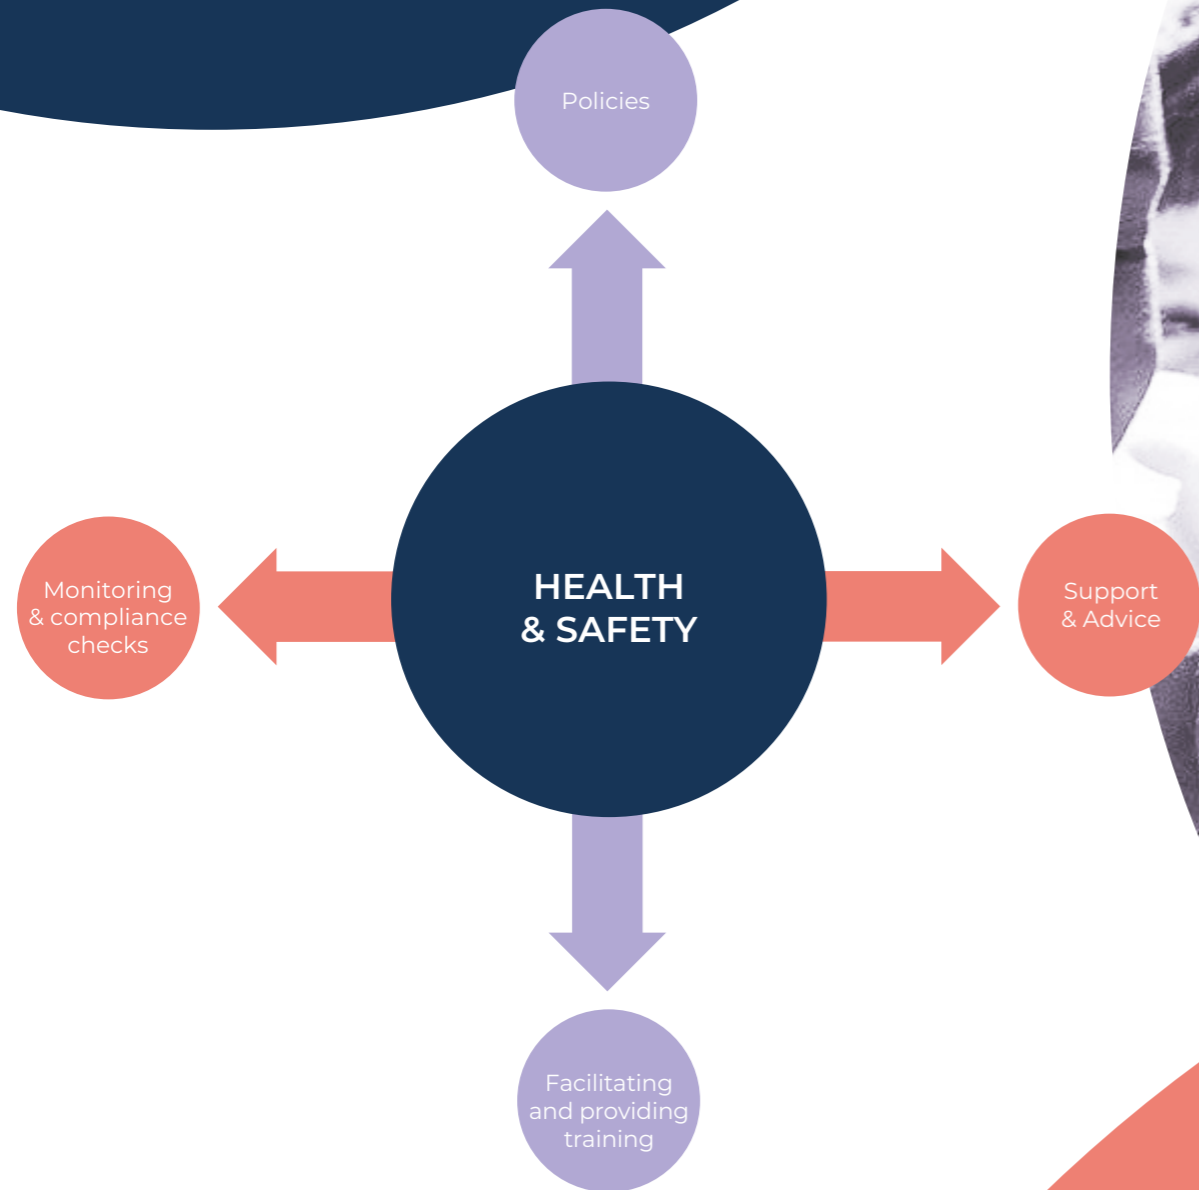 Policies
HEALTH
& SAFETY
Monitoring
& compliance
checks
Support
& Advice
Facilitating
and providing
training